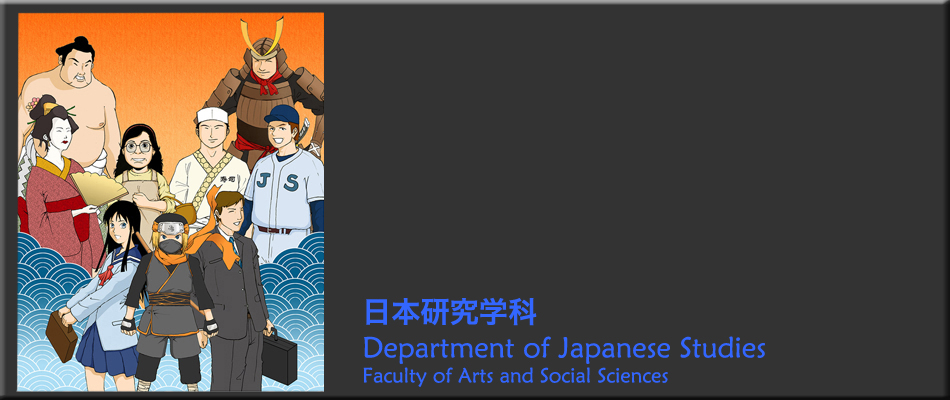 寿司
JS
日本研究学科
Department of Japanese Studies
Faculty of Arts and Social Sciences